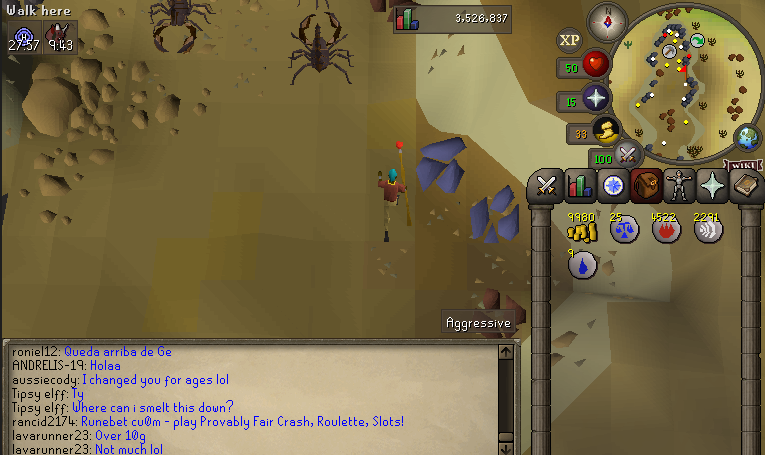 Walk here
3,526,837
27:57 9:43
N
XP
50
15
33
100
WIKI
9980 25 4522 2291
9
Aggressive
roniel12: Queda arriba de Ge
ANDRELIS-19: Holaa
aussiecody: I changed you for ages lol
Tipsy elff: Ty
Tipsy elff: Where can i smelt this down?
rancid2174: Runebet cu0m - play Provably Fair Crash, Roulette, Slots!
lavarunner23: Over 10g
lavarunner23: Not much lol